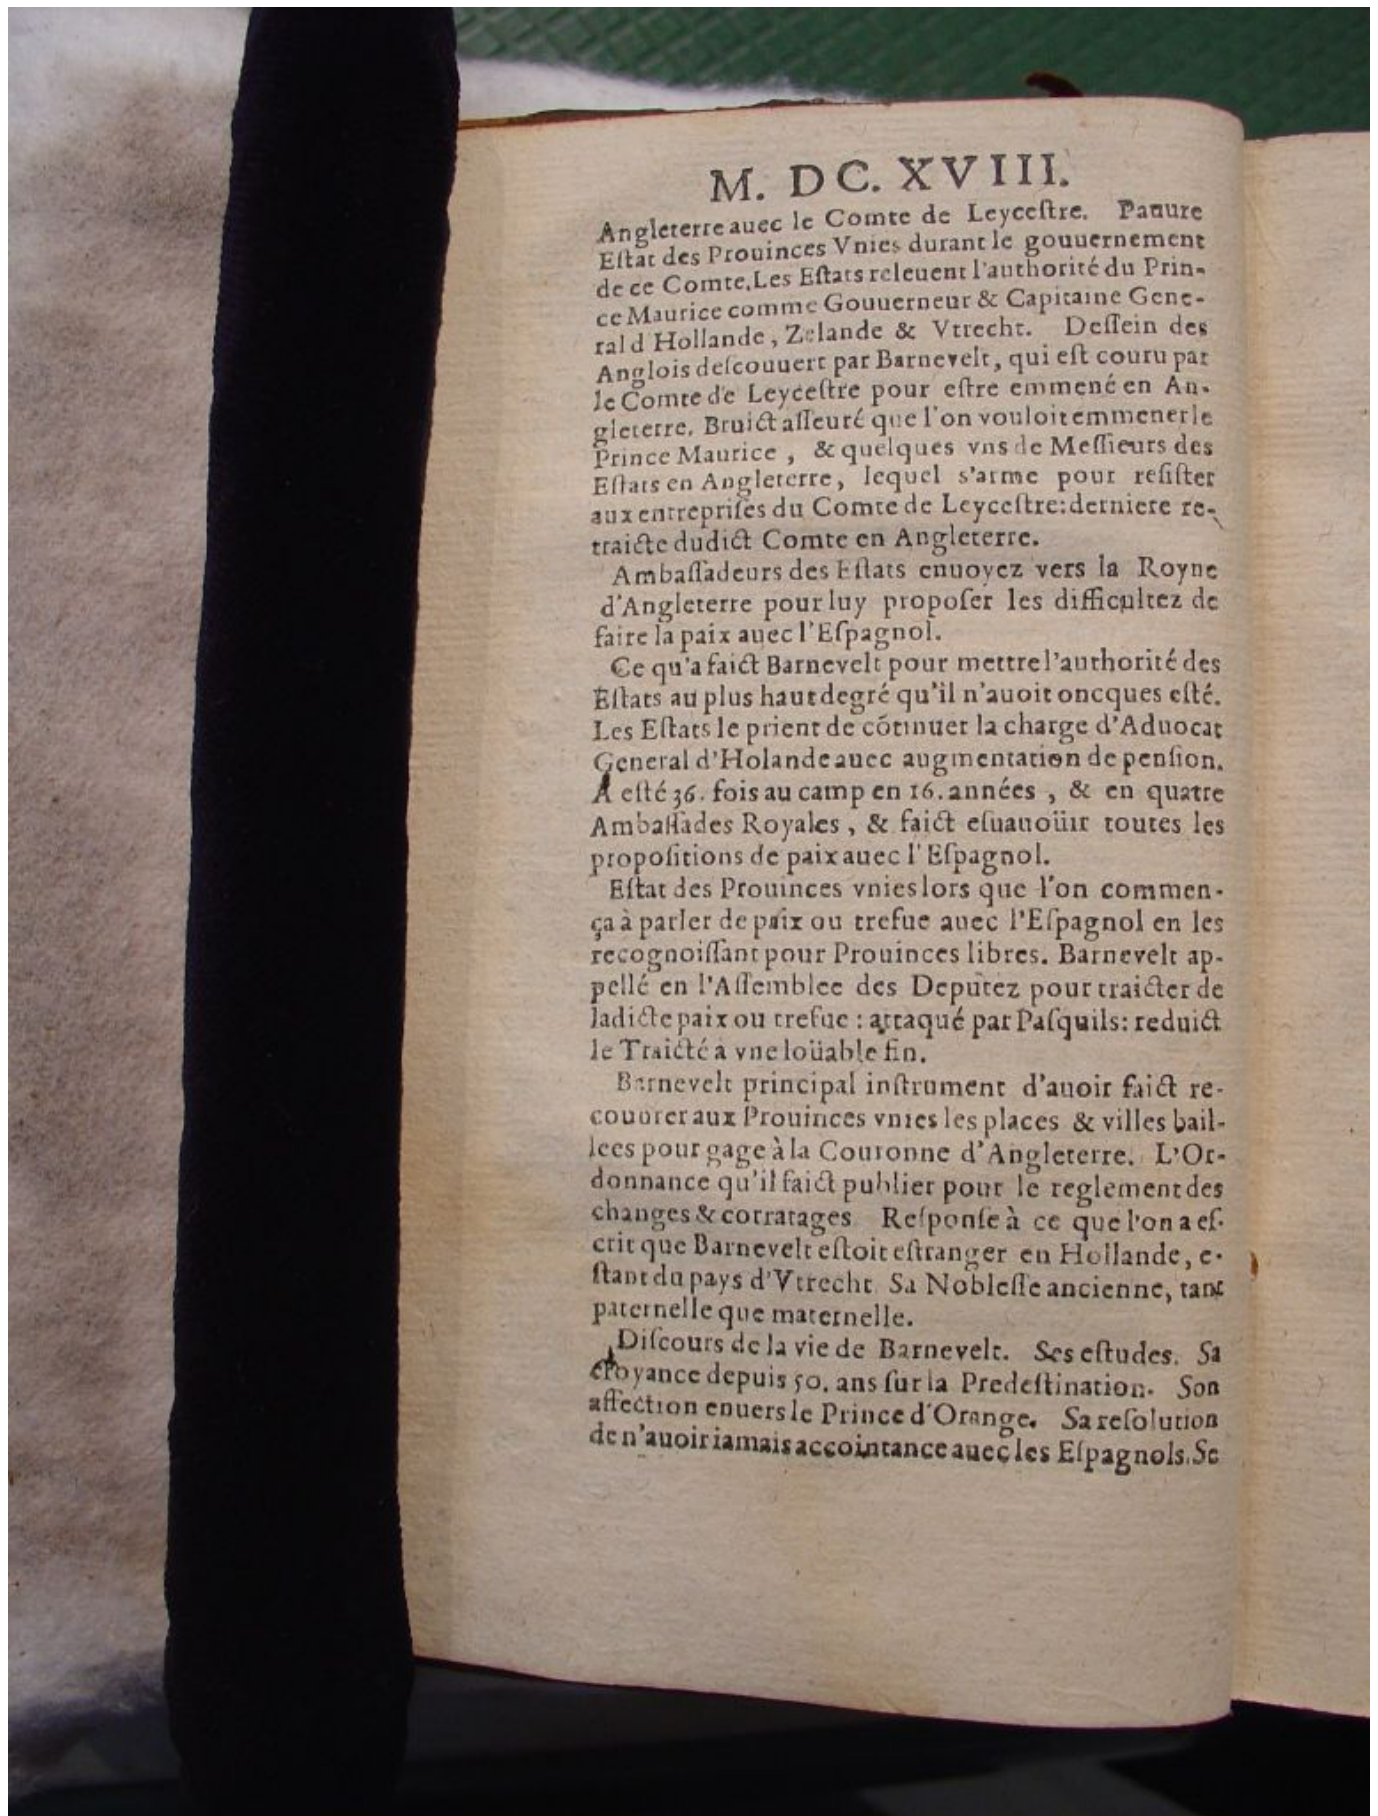 M. DC. XVIII.
Angleterre auec le Comte de Leyceſtre. Pauure
Eſtat des Prouinces Vnies durant le gouuernement
de ce Comte. Les Eſtats releuent l'authorité du Prin-
ce Maurice comme Gouuerneur & Capitaine Gene-
ral d Hollande, Zelande & Vtrecht. Deſſein des
Anglois deſcouuert par Barnevelt, qui eſt couru par
le Comte de Leyceſtre pour eſtre emmené en An-
gleterre. Bruict aſſeuré que l'on vouloit emmener le
Prince Maurice, & quelques vns de Meſſieurs des
Eſtats en Angleterre, lequel s'arme pour reſiſter
aux entrepriſes du Comte de Leyceſtre: derniere re-
traicte dudict Comte en Angleterre.
Ambaſſadeurs des Eſtats enuoyez vers la Royne
d'Angleterre pour luy propoſer les difficultez de
faire la paix auec l'Eſpagnol.
Ce qu'a faict Barnevelt pour mettre l'authorité des
Eſtats au plus haut degré qu'il n'auoit oncques eſté.
Les Eſtats le prient de cõtinuer la charge d'Aduocat
General d'Holande auec augmentation de penſion.
A eſté 36. fois au camp en 16. années, & en quatre
Ambaſſades Royales, & faict eſuanoüir toutes les
propoſitions de paix auec l'Eſpagnol.
Eſtat des Prouinces vnies lors que l'on commen-
ça à parler de paix ou trefue auec l'Eſpagnol en les
recognoiſſant pour Prouinces libres. Barnevelt ap-
pellé en l'Aſſemblee des Deputez pour traicter de
ladicte paix ou trefue: attaqué par Paſquils: reduict
le Traicté à vne loüable fin.
Barnevelt principal inſtrument d'auoir faict re-
couurer aux Prouinces vnies les places & villes bail-
lees pour gage à la Couronne d'Angleterre. L'Or-
donnance qu'il faict publier pour le reglement des
changes & corratages Reſponſe à ce que l'on a eſ-
crit que Barnevelt eſtoit eſtranger en Hollande, e-
ſtant du pays d'Vtrecht. Sa Nobleſſe ancienne, tant
paternelle que maternelle.
Diſcours de la vie de Barnevelt. Ses eſtudes. Sa
croyance depuis 50. ans ſur la Predeſtination. Son
affection enuers le Prince d'Orange. Sa reſolution
de n'auoir iamais accointance auec les Eſpagnols. Se